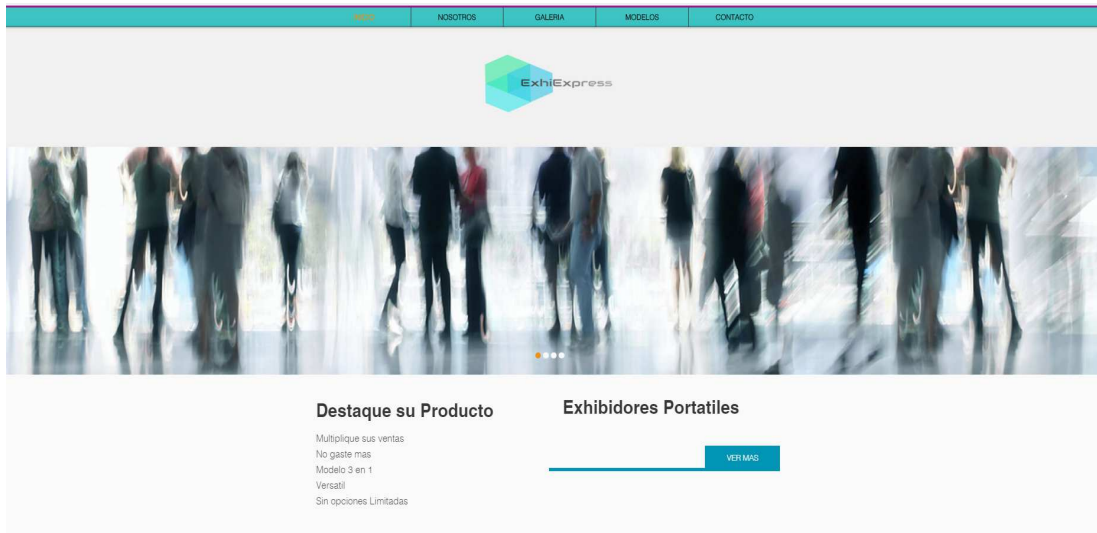 INICIO
NOSOTROS
GALERIA
MODELOS
CONTACTO
ExhiExpress
Destaque su Producto
Multiplique sus ventas
No gaste mas
Modelo 3 en 1
Versatil
Sin opciones Limitadas
Exhibidores Portatiles
VER MAS